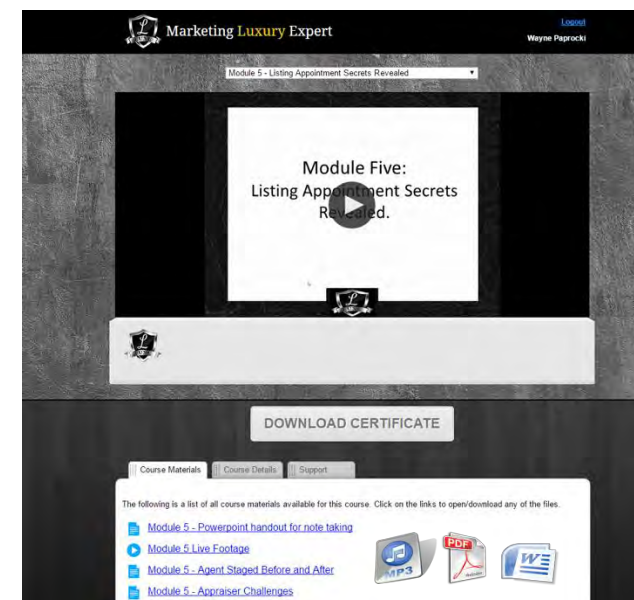 Marketing Luxury Expert
Logout
Wayne Paprocki
Module 5 - Listing Appointment Secrets Revealed
Module Five:
Listing Appointment Secrets
Revealed.
DOWNLOAD CERTIFICATE
Course Materials
Course Details
Support
The following is a list of all course materials available for this course. Click on the links to open/download any of the files.
Module 5 - Powerpoint handout for note taking
Module 5 Live Footage
Module 5 - Agent Staged Before and After
Module 5 - Appraiser Challenges
MP3
PDF
W